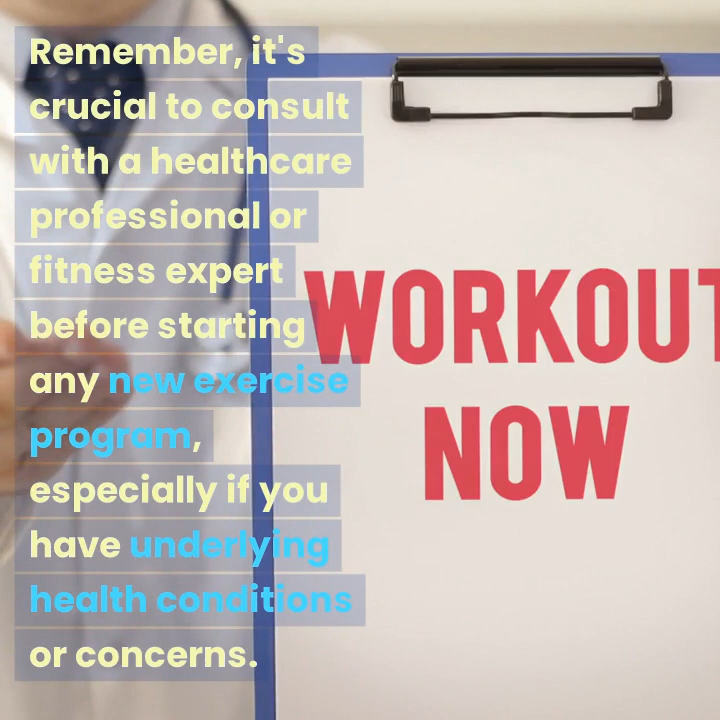 Remember, it's
crucial to consult
with a healthcare
professional or
fitness expert
before starting
any new exercise
program,
especially if you
have underlying
health conditions
or concerns.
WORKOUT
NOW